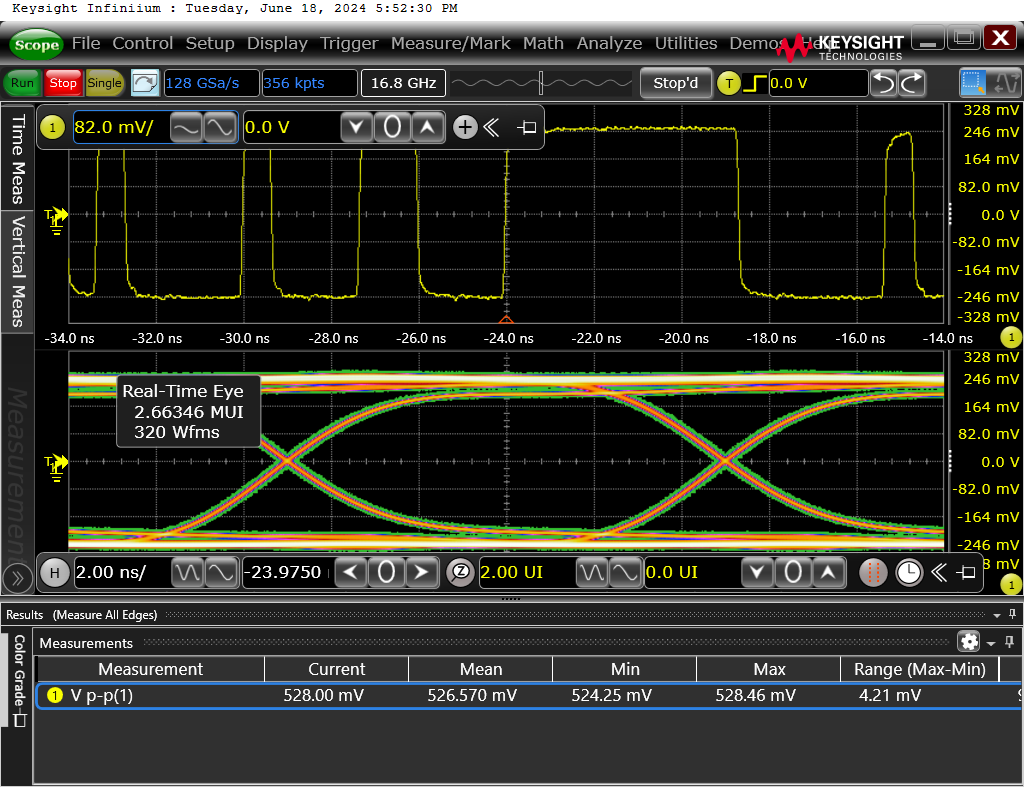 Keysight Infiniium : Tuesday, June 18, 2024 5:52:30 PM
Scope File Control Setup Display Trigger Measure/Mark Math Analyze Utilities Demos Help
KEYSIGHT
TECHNOLOGIES
Run Stop Single 128 GSa/s 356 kpts 16.8 GHz Stop'd T 0.0 V
Time Meas
Vertical Meas
Measurements
1 82.0 mV/ 0.0 V
328 mV
246 mV
164 mV
82.0 mV
0.0 V
-82.0 mV
-164 mV
-246 mV
-328 mV
T
-34.0 ns -32.0 ns -30.0 ns -28.0 ns -26.0 ns -24.0 ns -22.0 ns -20.0 ns -18.0 ns -16.0 ns -14.0 ns 1
Real-Time Eye
2.66346 MUI
320 Wfms
328 mV
246 mV
164 mV
82.0 mV
0.0 V
-82.0 mV
-164 mV
-246 mV
T
H 2.00 ns/ -23.9750 0 Z 2.00 UI 0.0 UI 0
8 mV
1
Results (Measure All Edges)
Color Grade
Measurements
Measurement Current Mean Min Max Range (Max-Min)
1 V p-p(1) 528.00 mV 526.570 mV 524.25 mV 528.46 mV 4.21 mV